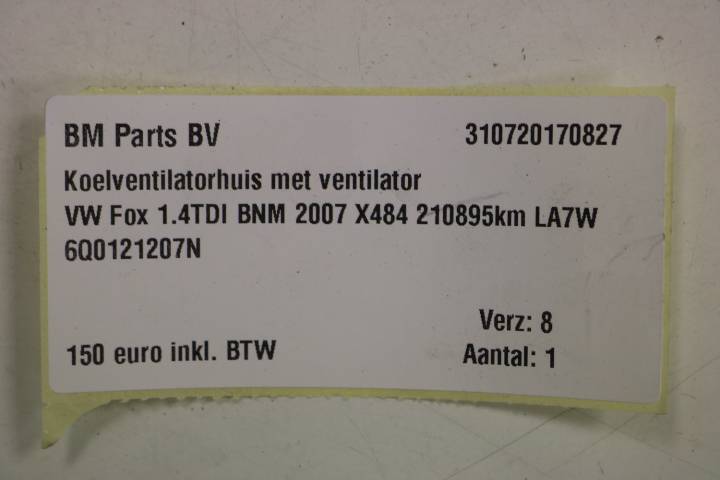 BM Parts BV 310720170827
Koelventilatorhuis met ventilator
VW Fox 1.4TDI BNM 2007 X484 210895km LA7W
6Q0121207N
Verz: 8
150 euro inkl. BTW Aantal: 1